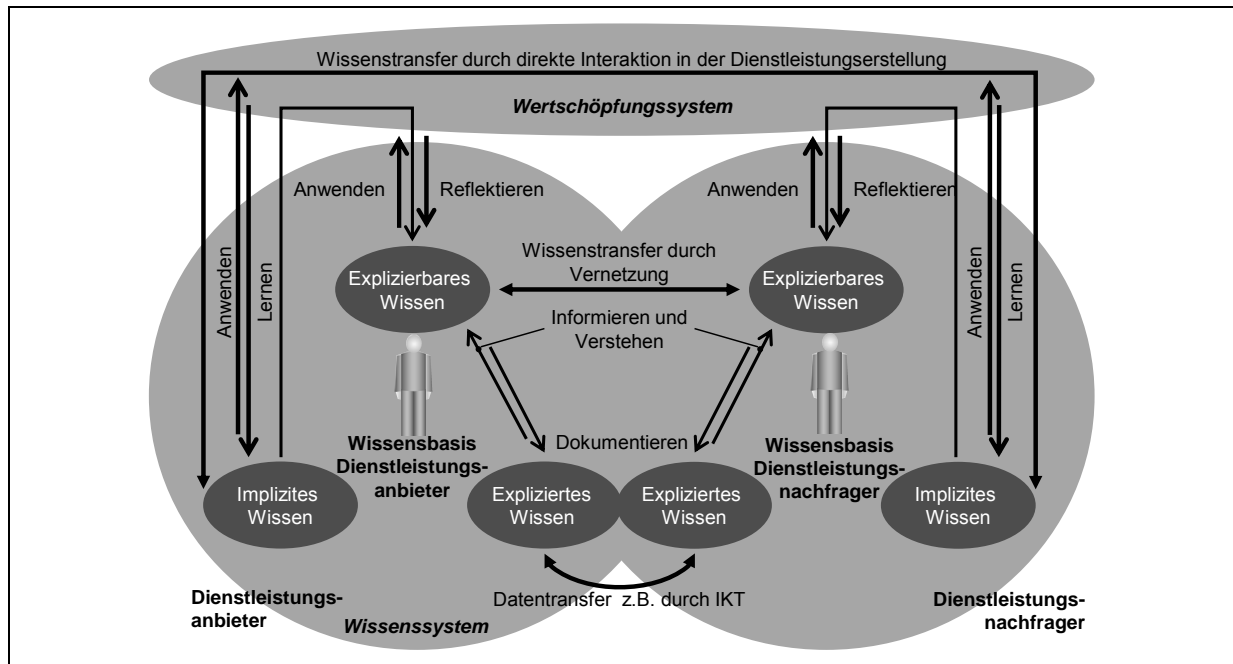 Wissenstransfer durch direkte Interaktion in der Dienstleistungserstellung
Wertschöpfungssystem
Anwenden
Reflektieren
Anwenden
Reflektieren
Anwenden
Lernen
Wissenstransfer durch
Vernetzung
Anwenden
Lernen
Explizierbares
Wissen
Explizierbares
Wissen
Informieren und
Verstehen
Wissensbasis
Dienstleistungs-
anbieter
Dokumentieren
Wissensbasis
Dienstleistungs-
nachfrager
Implizites
Wissen
Expliziertes
Wissen
Expliziertes
Wissen
Implizites
Wissen
Dienstleistungs-
anbieter
Datentransfer z.B. durch IKT
Dienstleistungs-
nachfrager
Wissenssystem